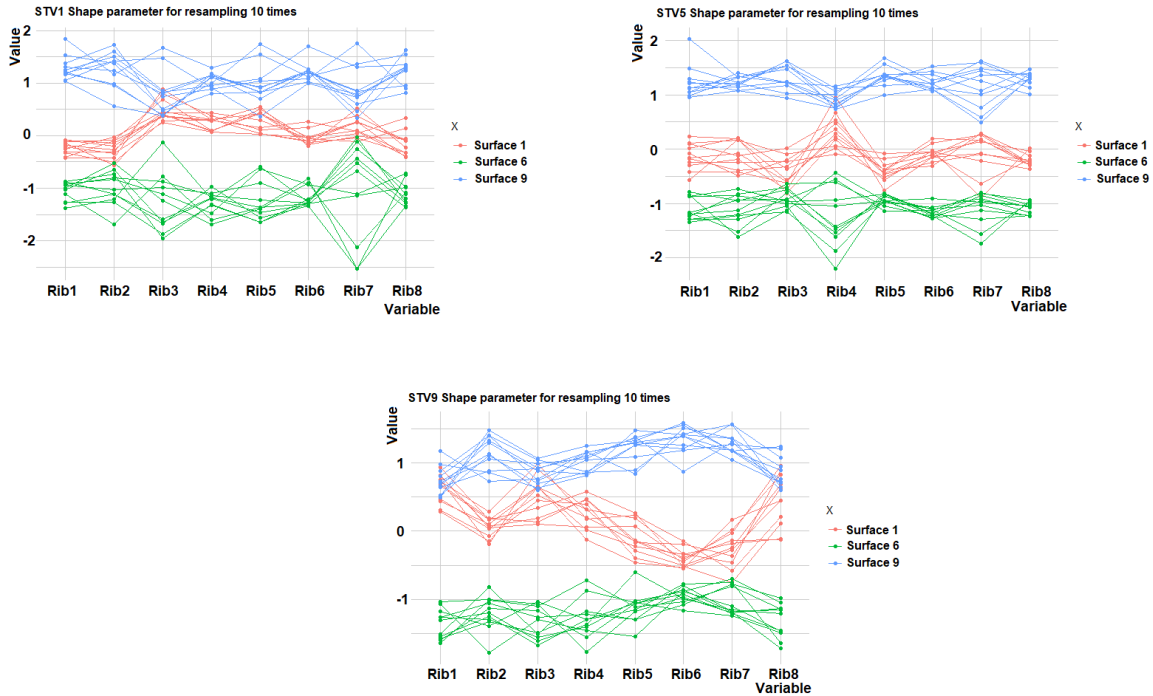 STV1 Shape parameter for resampling 10 times
Value
2
1
0
-1
-2
Rib1 Rib2 Rib3 Rib4 Rib5 Rib6 Rib7 Rib8
Variable
X
Surface 1
Surface 6
Surface 9
STV5 Shape parameter for resampling 10 times
Value
2
1
0
-1
-2
Rib1 Rib2 Rib3 Rib4 Rib5 Rib6 Rib7 Rib8
Variable
X
Surface 1
Surface 6
Surface 9
STV9 Shape parameter for resampling 10 times
Value
1
0
-1
Rib1 Rib2 Rib3 Rib4 Rib5 Rib6 Rib7 Rib8
Variable
X
Surface 1
Surface 6
Surface 9